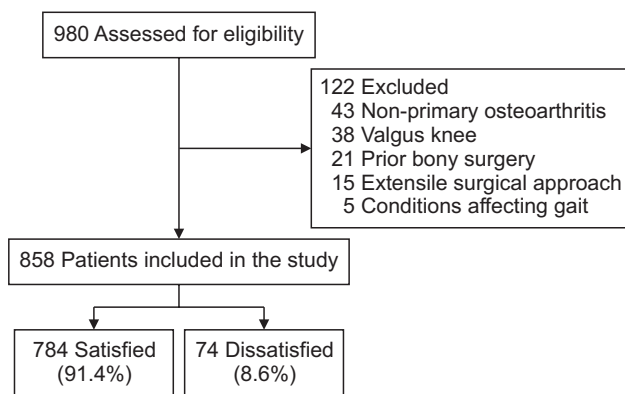 980 Assessed for eligibility
122 Excluded
43 Non-primary osteoarthritis
38 Valgus knee
21 Prior bony surgery
15 Extensile surgical approach
5 Conditions affecting gait
858 Patients included in the study
784 Satisfied
(91.4%)
74 Dissatisfied
(8.6%)